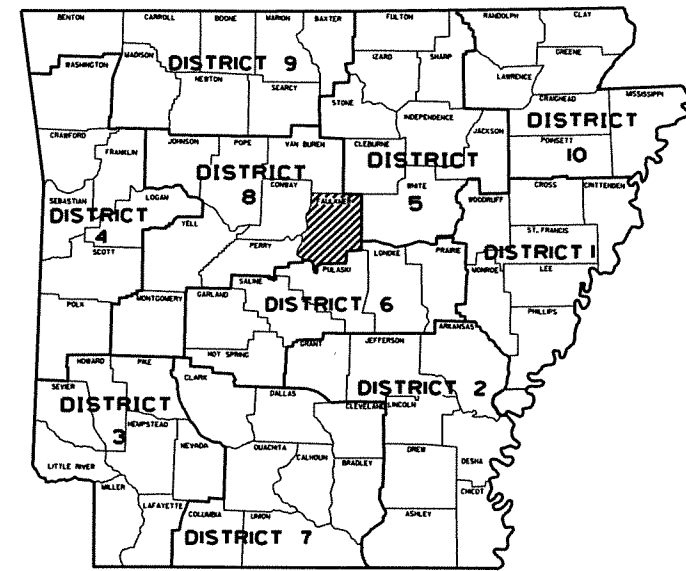 BENTON
CARROLL
BOONE
MARION
BAXTER
FULTON
RANDOLPH
CLAY
WASHINGTON
MADISON
DISTRICT 9
NEWTON
SEARCY
IZARD
SHARP
GREENE
LAWRENCE
STONE
CRAIGHEAD
MISSISSIPPI
INDEPENDENCE
JACKSON
DISTRICT
10
POINSETT
CRAWFORD
FRANKLIN
JOHNSON
POPE
VAN BUREN
CLEBURNE
DISTRICT
5
WHITE
DISTRICT
8
CONWAY
FAULKNER
CROSS
CRITTENDEN
WOODRUFF
SEBASTIAN
LOGAN
DISTRICT
4
YELL
SCOTT
PERRY
ST. FRANCIS
DISTRICT 1
LEE
MONROE
PRAIRIE
LONOKE
PULASKI
SALINE
GARLAND
DISTRICT 6
PHILLIPS
POLK
MONTGOMERY
HOT SPRING
GRANT
JEFFERSON
ARKANSAS
HOWARD
PIKE
CLARK
DALLAS
DISTRICT 2
CLEVELAND
LINCOLN
SEVIER
DISTRICT
3
HEMPSTEAD
NEVADA
OUACHITA
CALHOUN
BRADLEY
DREW
DESHA
CHICOT
LITTLE RIVER
MILLER
LAFAYETTE
COLUMBIA
UNION
DISTRICT 7
ASHLEY